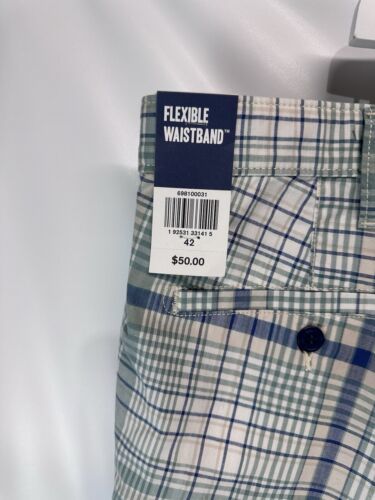 FLEXIBLE
WAISTBAND™
698100031
1 92531 33141 5
42
$50.00